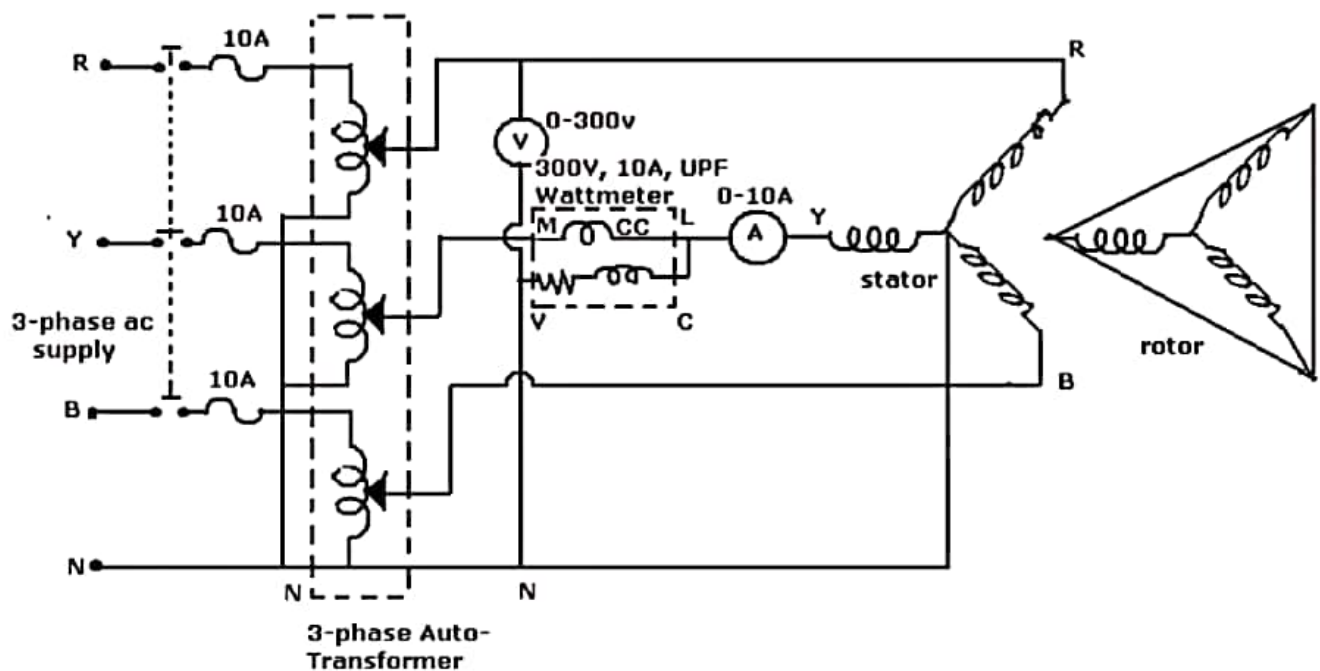 10A
R
R
0-300v
V
300V, 10A, UPF
Wattmeter
0-10A
10A
M
CC
L
Y
A
Y
stator
3-phase ac
supply
V
C
rotor
10A
B
B
N
N
N
3-phase Auto-
Transformer